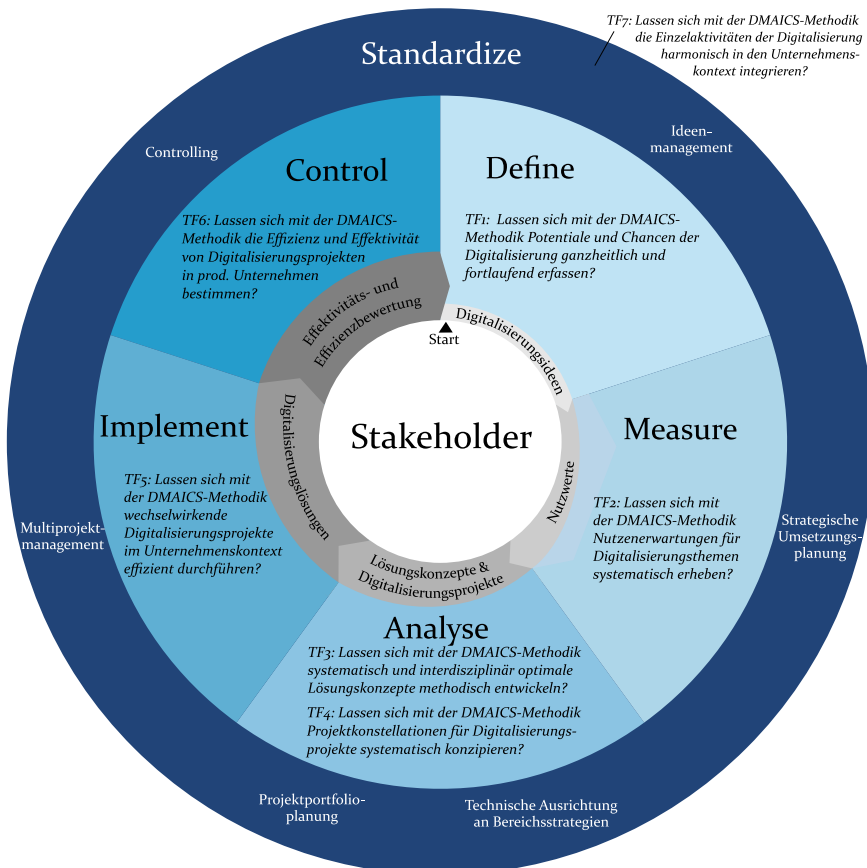 TF7: Lassen sich mit der DMAICS-Methodik
die Einzelaktivitäten der Digitalisierung
harmonisch in den Unternehmens-
kontext integrieren?
Standardize
Ideen-
management
Controlling
Control
Define
TF6: Lassen sich mit der DMAICS-
Methodik die Effizienz und Effektivität
von Digitalisierungsprojekten
in prod. Unternehmen
bestimmen?
TF1: Lassen sich mit der DMAICS-
Methodik Potentiale und Chancen der
Digitalisierung ganzheitlich und
fortlaufend erfassen?
Effektivitäts- und
Effizienzbewertung
Digitalisierungsideen
Start
Stakeholder
Implement
Measure
Digitalisierungslösungen
Nutzwerte
TF5: Lassen sich mit
der DMAICS-Methodik
wechselwirkende
Digitalisierungsprojekte
im Unternehmenskontext
effizient durchführen?
TF2: Lassen sich mit
der DMAICS-Methodik
Nutzenerwartungen für
Digitalisierungsthemen
systematisch erheben?
Multiprojekt-
management
Strategische
Umsetzungs-
planung
Lösungskonzepte &
Digitalisierungsprojekte
Analyse
TF3: Lassen sich mit der DMAICS-Methodik
systematisch und interdisziplinär optimale
Lösungskonzepte methodisch entwickeln?
TF4: Lassen sich mit der DMAICS-Methodik
Projektkonstellationen für Digitalisierungs-
projekte systematisch konzipieren?
Projektportfolio-
planung
Technische Ausrichtung
an Bereichsstrategien